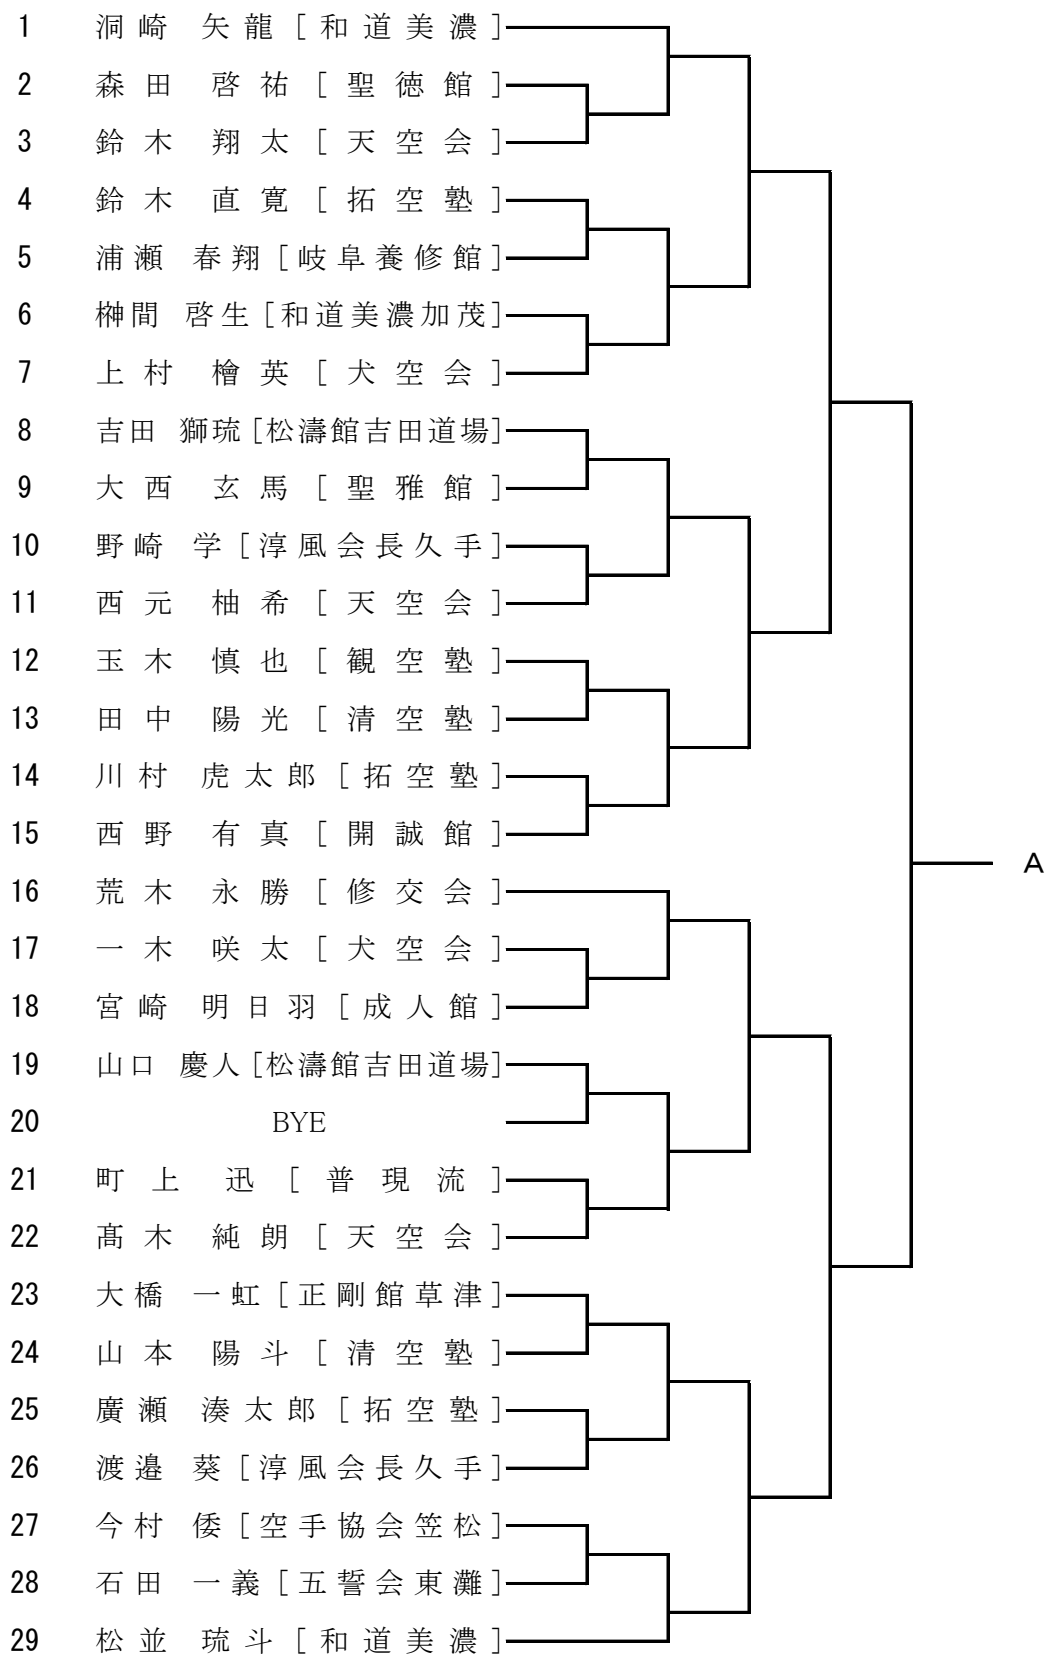 1 洞崎 矢龍 [和道美濃]
2 森田 啓祐 [聖徳館]
3 鈴木 翔太 [天空会]
4 鈴木 直寛 [拓空塾]
5 浦瀬 春翔 [岐阜養修館]
6 榊間 啓生 [和道美濃加茂]
7 上村 檜英 [犬空会]
8 吉田 獅琉 [松濤館吉田道場]
9 大西 玄馬 [聖雅館]
10 野崎 学 [淳風会長久手]
11 西元 柚希 [天空会]
12 玉木 慎也 [観空塾]
13 田中 陽光 [清空塾]
14 川村 虎太郎 [拓空塾]
15 西野 有真 [開誠館]
A
16 荒木 永勝 [修交会]
17 一木 咲太 [犬空会]
18 宮崎 明日羽 [成人館]
19 山口 慶人 [松濤館吉田道場]
20 BYE
21 町上 迅 [普現流]
22 髙木 純朗 [天空会]
23 大橋 一虹 [正剛館草津]
24 山本 陽斗 [清空塾]
25 廣瀬 湊太郎 [拓空塾]
26 渡邉 葵 [淳風会長久手]
27 今村 倭 [空手協会笠松]
28 石田 一義 [五誓会東灘]
29 松並 琉斗 [和道美濃]